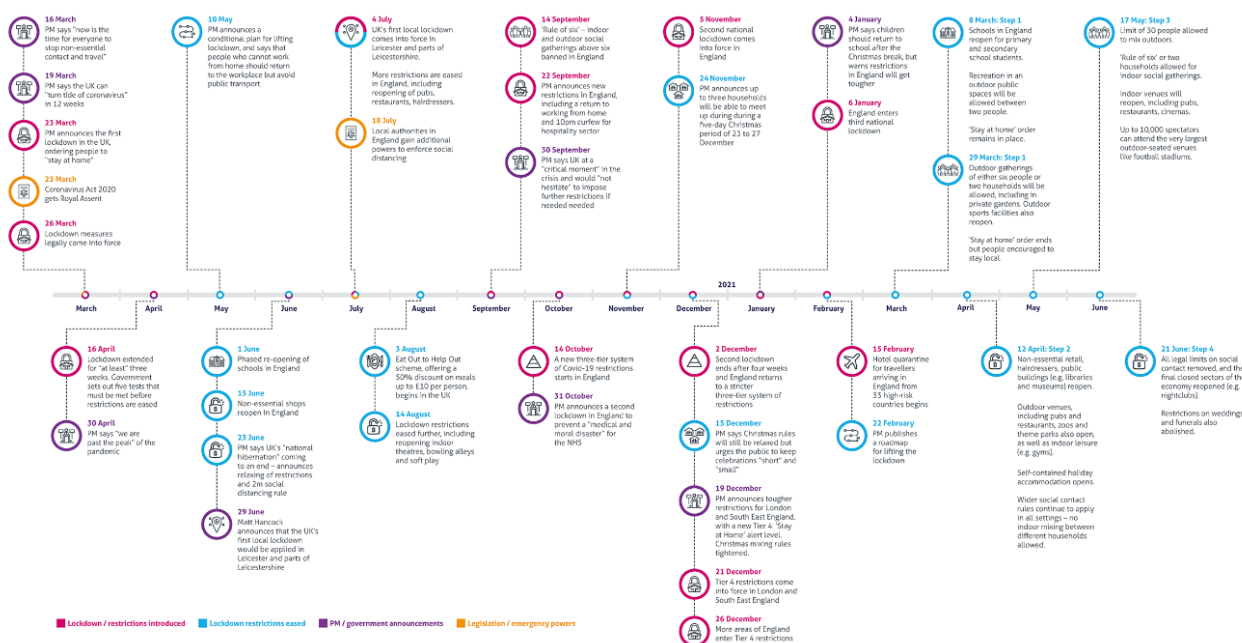 16 March
PM says "now is
the time for everyone to
stop non-essential
contact and travel"
19 March
PM says the UK can
"turn tide of coronavirus"
in 12 weeks
23 March
PM announces the first
lockdown in the UK,
ordering people to
"stay at home"
25 March
Coronavirus Act 2020
gets Royal Assent
26 March
Lockdown measures
legally come into force
10 May
PM announces a
conditional plan for lifting
lockdown, and says that
people who cannot work
from home should return
to the workplace but avoid
public transport
4 July
UK's first local lockdown
comes into force in
Leicester and parts of
Leicestershire.
More restrictions are eased
in England, including
reopening of pubs,
restaurants, hairdressers.
18 July
Local authorities in
England gain additional
powers to enforce social
distancing
14 September
'Rule of six' – indoor
and outdoor social
gatherings above six
banned in England
22 September
PM announces new
restrictions in England,
including a return to
working from home and
10pm curfew for
hospitality sector
30 September
PM says UK at a
"critical moment" in the
crisis and would "not
hesitate" to impose
further restrictions if
needed needed
5 November
Second national
lockdown comes
into force in
England
24 November
PM announces up
to three households
will be able to meet
up during during a
five-day Christmas
period of 23 to 27
December
4 January
PM says children
should return to
school after the
Christmas break, but
warns restrictions
in England will get
tougher
6 January
England enters
third national
lockdown
8 March: Step 1
Schools in England
reopen for primary
and secondary
school students.
Recreation in an
outdoor public
spaces will be
allowed between
two people.
'Stay at home' order
remains in place.
29 March: Step 1
Outdoor gatherings
of either six people or
two households will be
allowed, including in
private gardens. Outdoor
sports facilities also
reopen.
'Stay at home' order ends
but people encouraged to
stay local.
17 May: Step 3
Limit of 30 people allowed
to mix outdoors.
'Rule of six' or two
households allowed for
indoor social gatherings.
Indoor venues will
reopen, including pubs,
restaurants, cinemas.
Up to 10,000 spectators
can attend the very largest
outdoor-seated venues
like football stadiums.
2021
March April May June July August September October November December January February March April May June
16 April
Lockdown extended
for "at least" three
weeks. Government
sets out five tests that
must be met before
restrictions are eased
30 April
PM says "we are
past the peak" of the
pandemic
1 June
Phased re-opening of
schools in England
15 June
Non-essential shops
reopen in England
23 June
PM says UK's "national
hibernation" coming
to an end – announces
relaxing of restrictions
and 2m social
distancing rule
29 June
Matt Hancock
announces that the UK's
first local lockdown
would be applied in
Leicester and parts of
Leicestershire
3 August
Eat Out to Help Out
scheme, offering a
50% discount on meals
up to £10 per person,
begins in the UK
14 August
Lockdown restrictions
eased further, including
reopening indoor
theatres, bowling alleys
and soft play
14 October
A new three-tier system
of Covid-19 restrictions
starts in England
31 October
PM announces a second
lockdown in England to
prevent a "medical and
moral disaster" for
the NHS
2 December
Second lockdown
ends after four weeks
and England returns
to a stricter
three-tier system of
restrictions
15 December
PM says Christmas rules
will still be relaxed but
urges the public to keep
celebrations "short" and
"small"
19 December
PM announces tougher
restrictions for London
and South East England,
with a new Tier 4: 'Stay
at Home' alert level.
Christmas mixing rules
tightened.
21 December
Tier 4 restrictions come
into force in London and
South East England
26 December
More areas of England
enter Tier 4 restrictions
15 February
Hotel quarantine
for travellers
arriving in
England from
33 high-risk
countries begins
22 February
PM publishes
a roadmap
for lifting
the lockdown
12 April: Step 2
Non-essential retail,
hairdressers, public
buildings (e.g. libraries
and museums) reopen.
Outdoor venues,
including pubs and
restaurants, zoos and
theme parks also open,
as well as indoor leisure
(e.g. gyms).
Self-contained holiday
accommodation opens.
Wider social contact
rules continue to apply
in all settings – no
indoor mixing between
different households
allowed.
21 June: Step 4
All legal limits on social
contact removed, and the
final closed sectors of the
economy reopened (e.g.
nightclubs).
Restrictions on weddings
and funerals also
abolished.
Lockdown / restrictions introduced Lockdown restrictions eased PM / government announcements Legislation / emergency powers